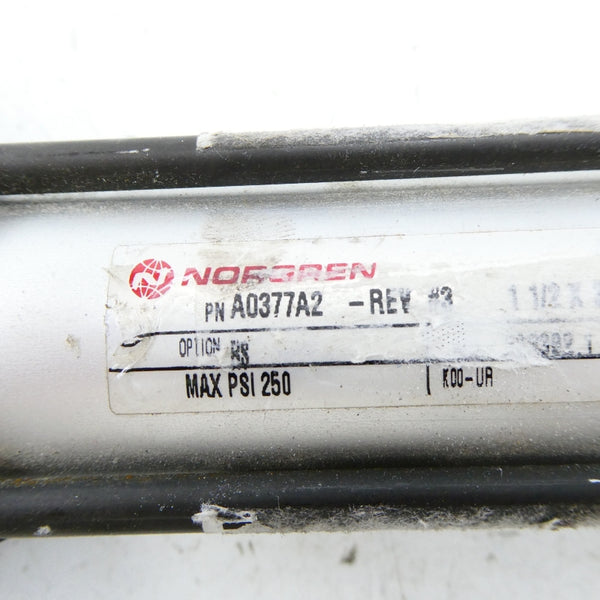 NORGREN
PN A0377A2 -REV #3 1 1/2 X
OPTION
MAX PSI 250 K00-UR